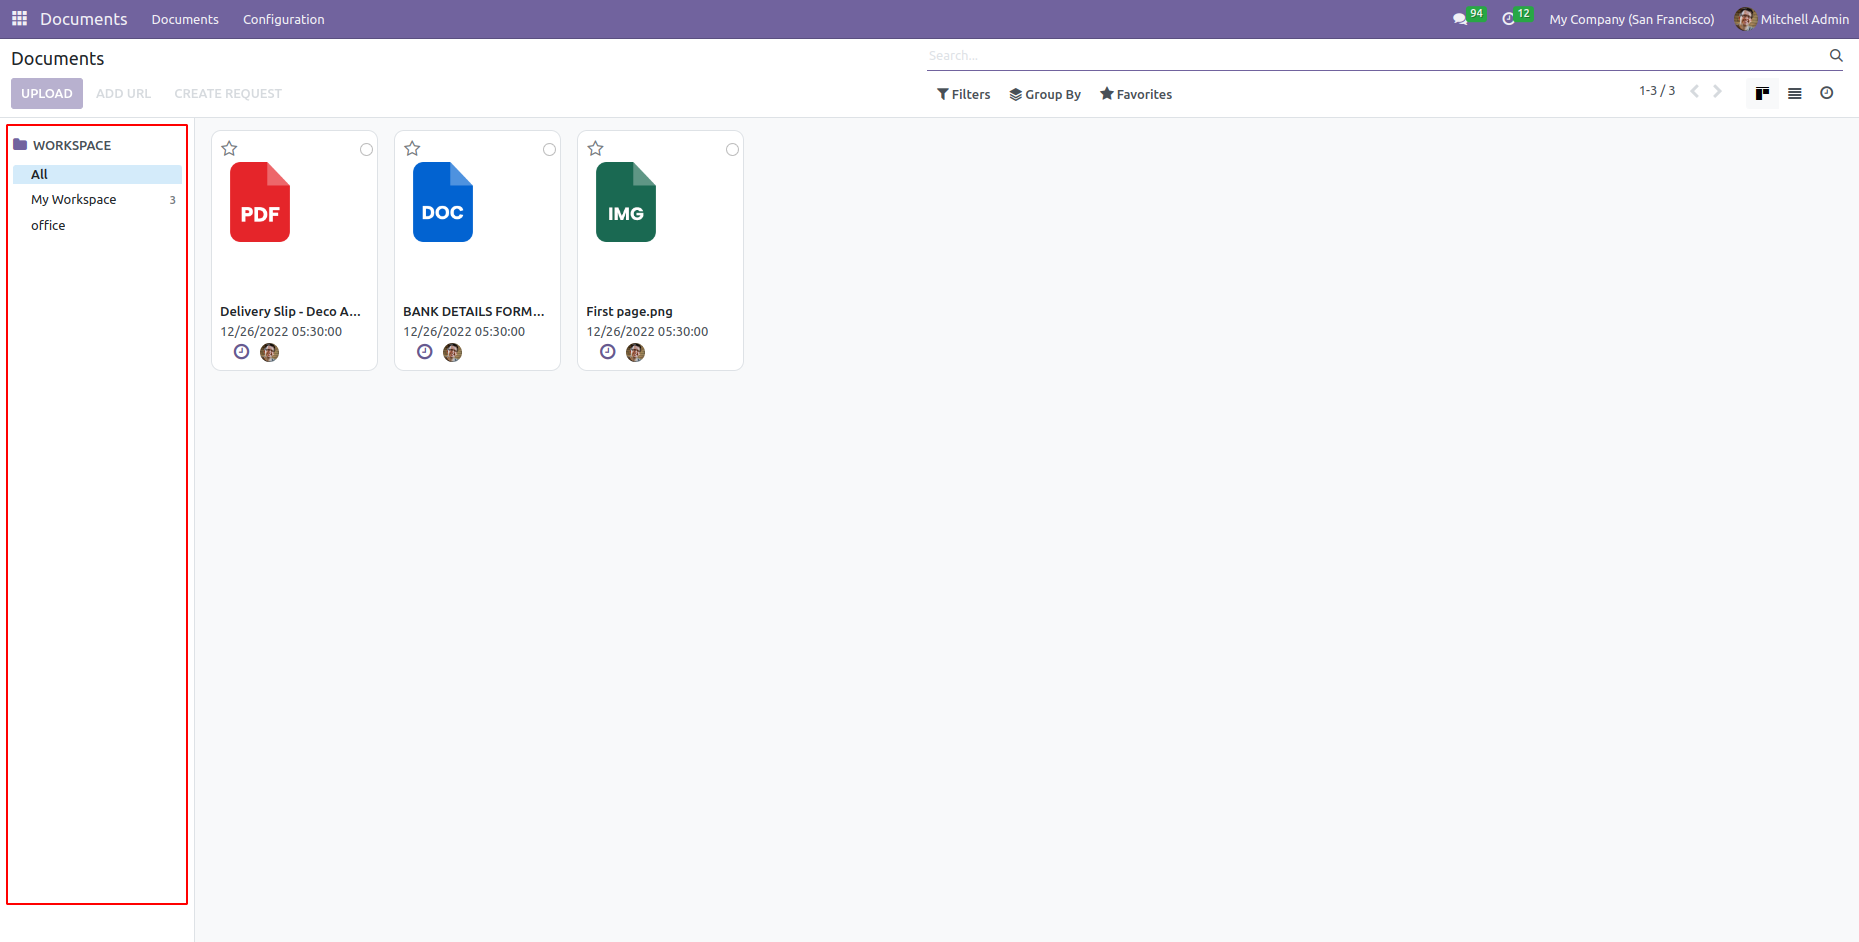 Documents Documents Configuration 94 12 My Company (San Francisco) Mitchell Admin
Documents
Search...
UPLOAD ADD URL CREATE REQUEST
Filters Group By Favorites
1-3 / 3
WORKSPACE
All
My Workspace 3
office
PDF
Delivery Slip - Deco A...
12/26/2022 05:30:00
DOC
BANK DETAILS FORM...
12/26/2022 05:30:00
IMG
First page.png
12/26/2022 05:30:00